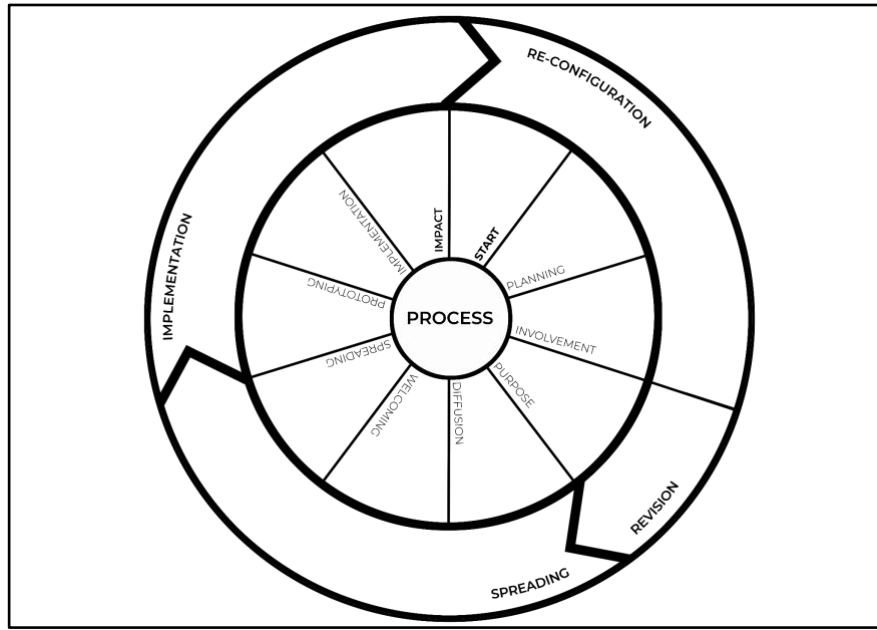 RE-CONFIGURATION
REVISION
SPREADING
IMPLEMENTATION
START
PLANNING
INVOLVEMENT
PURPOSE
DIFFUSION
WELCOMING
SPREADING
PROTOTYPING
IMPLEMENTATION
IMPACT
PROCESS